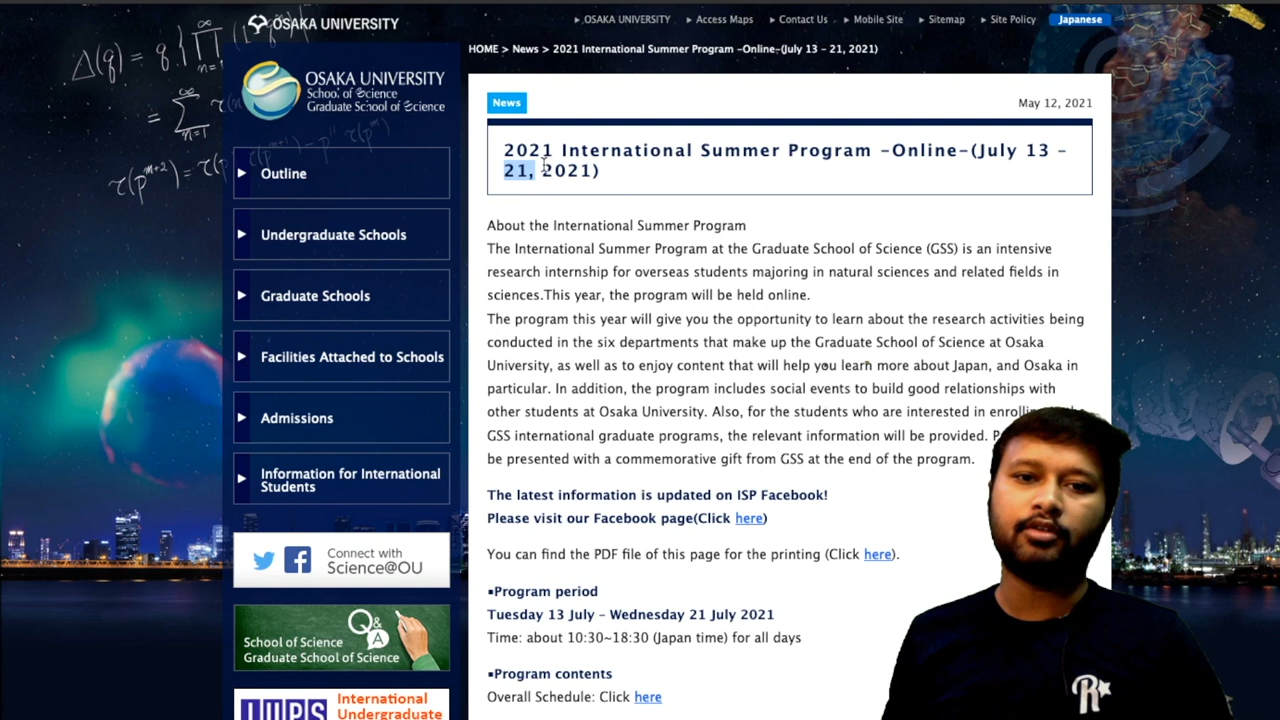 OSAKA UNIVERSITY
OSAKA UNIVERSITY
Access Maps
Contact Us
Mobile Site
Sitemap
Site Policy
Japanese
HOME > News > 2021 International Summer Program –Online–(July 13 – 21, 2021)
OSAKA UNIVERSITY
School of Science
Graduate School of Science
Outline
Undergraduate Schools
Graduate Schools
Facilities Attached to Schools
Admissions
Information for International
Students
Connect with
Science@OU
Q&A
School of Science
Graduate School of Science
IUPS
International
Undergraduate
News
May 12, 2021
2021 International Summer Program –Online–(July 13 –
21, 2021)
About the International Summer Program
The International Summer Program at the Graduate School of Science (GSS) is an intensive
research internship for overseas students majoring in natural sciences and related fields in
sciences.This year, the program will be held online.
The program this year will give you the opportunity to learn about the research activities being
conducted in the six departments that make up the Graduate School of Science at Osaka
University, as well as to enjoy content that will help you learn more about Japan, and Osaka in
particular. In addition, the program includes social events to build good relationships with
other students at Osaka University. Also, for the students who are interested in
GSS international graduate programs, the relevant information will be provided.
be presented with a commemorative gift from GSS at the end of the program.
The latest information is updated on ISP Facebook!
Please visit our Facebook page(Click here)
You can find the PDF file of this page for the printing (Click here).
▪Program period
Tuesday 13 July – Wednesday 21 July 2021
Time: about 10:30~18:30 (Japan time) for all days
▪Program contents
Overall Schedule: Click here